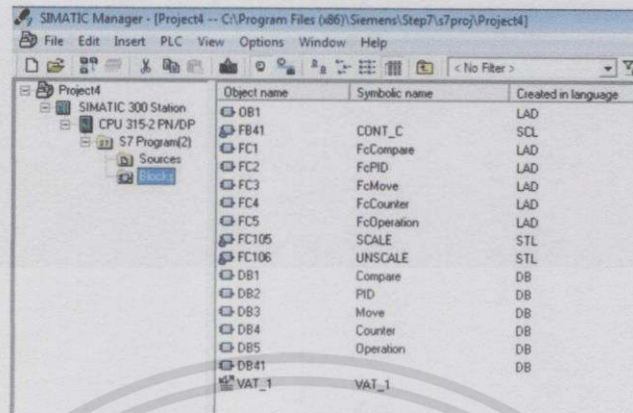 SIMATIC Manager - [Project4 -- C:\Program Files (x86)\Siemens\Step7\s7proj\Project4]
File Edit Insert PLC View Options Window Help
< No Filter >
Project4
SIMATIC 300 Station
CPU 315-2 PN/DP
S7 Program(2)
Sources
Blocks
Object name Symbolic name Created in language
OB1 LAD
FB41 CONT_C SCL
FC1 FcCompare LAD
FC2 FcPID LAD
FC3 FcMove LAD
FC4 FcCounter LAD
FC5 FcOperation LAD
FC105 SCALE STL
FC106 UNSCALE STL
DB1 Compare DB
DB2 PID DB
DB3 Move DB
DB4 Counter DB
DB5 Operation DB
DB41 DB
VAT_1 VAT_1